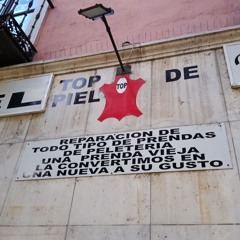 TOP DE
EL PIEL TOP
REPARACION DE
TODO TIPO DE PRENDAS
DE PELETERIA
UNA PRENDA VIEJA
LA CONVERTIMOS EN
UNA NUEVA A SU GUSTO